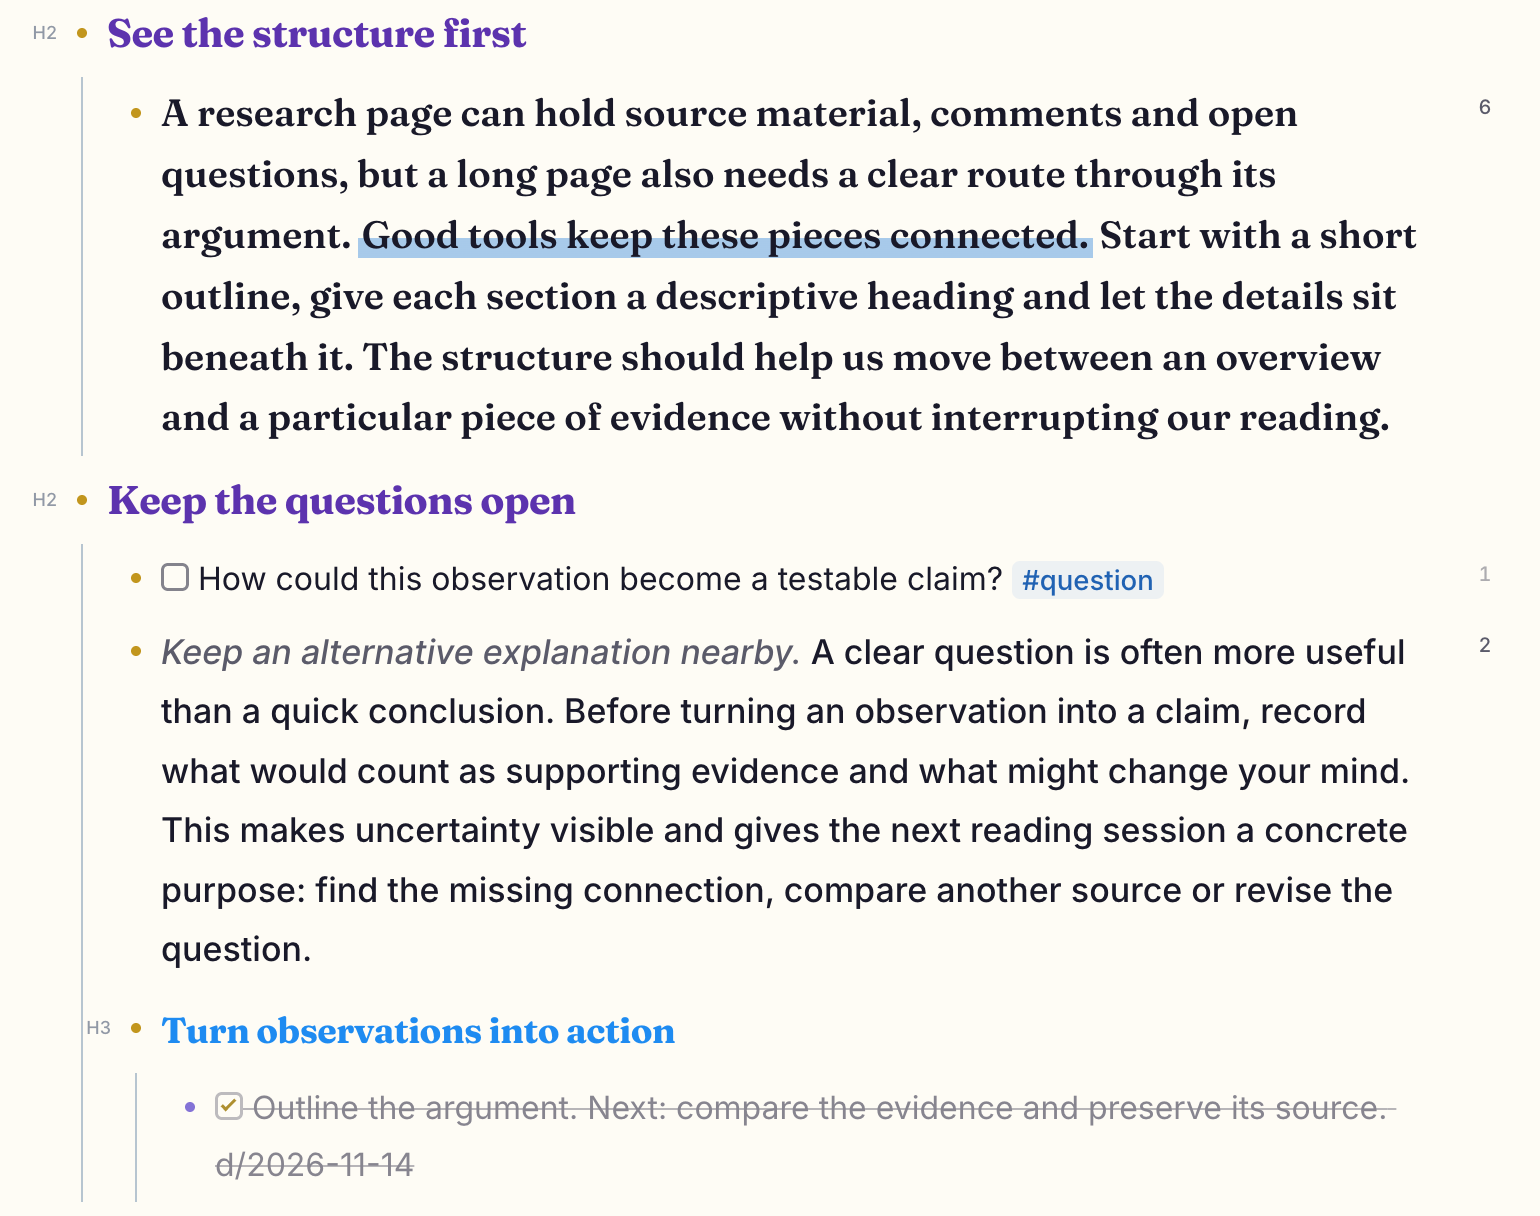 H2 See the structure first
A research page can hold source material, comments and open 6
questions, but a long page also needs a clear route through its
argument. Good tools keep these pieces connected. Start with a short
outline, give each section a descriptive heading and let the details sit
beneath it. The structure should help us move between an overview
and a particular piece of evidence without interrupting our reading.
H2 Keep the questions open
How could this observation become a testable claim? #question 1
Keep an alternative explanation nearby. A clear question is often more useful 2
than a quick conclusion. Before turning an observation into a claim, record
what would count as supporting evidence and what might change your mind.
This makes uncertainty visible and gives the next reading session a concrete
purpose: find the missing connection, compare another source or revise the
question.
H3 Turn observations into action
Outline the argument. Next: compare the evidence and preserve its source.
d/2026-11-14